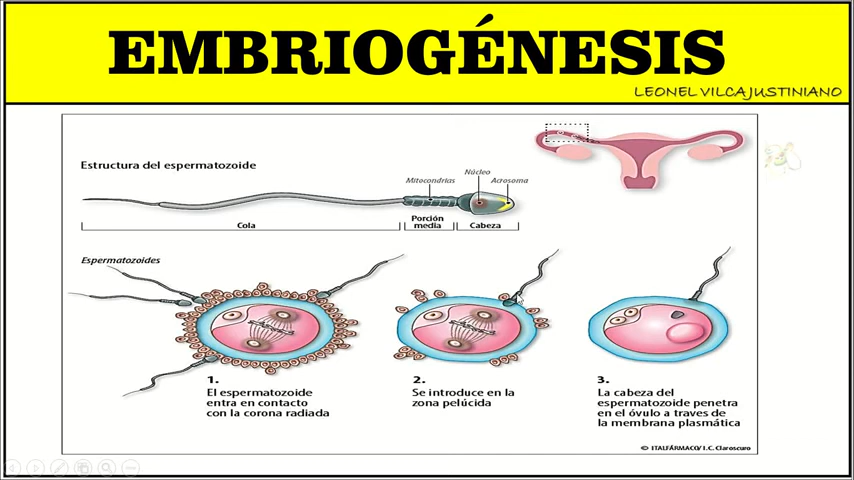 EMBRIOGÉNESIS
LEONEL VILCA JUSTINIANO
Estructura del espermatozoide
Mitocondrias
Núcleo
Acrosoma
Cola
Porción
media
Cabeza
Espermatozoides
1.
El espermatozoide
entra en contacto
con la corona radiada
2.
Se introduce en la
zona pelúcida
3.
La cabeza del
espermatozoide penetra
en el óvulo a traves de
la membrana plasmática
© ITALFÁRMACO/ I.C. Claroscuro